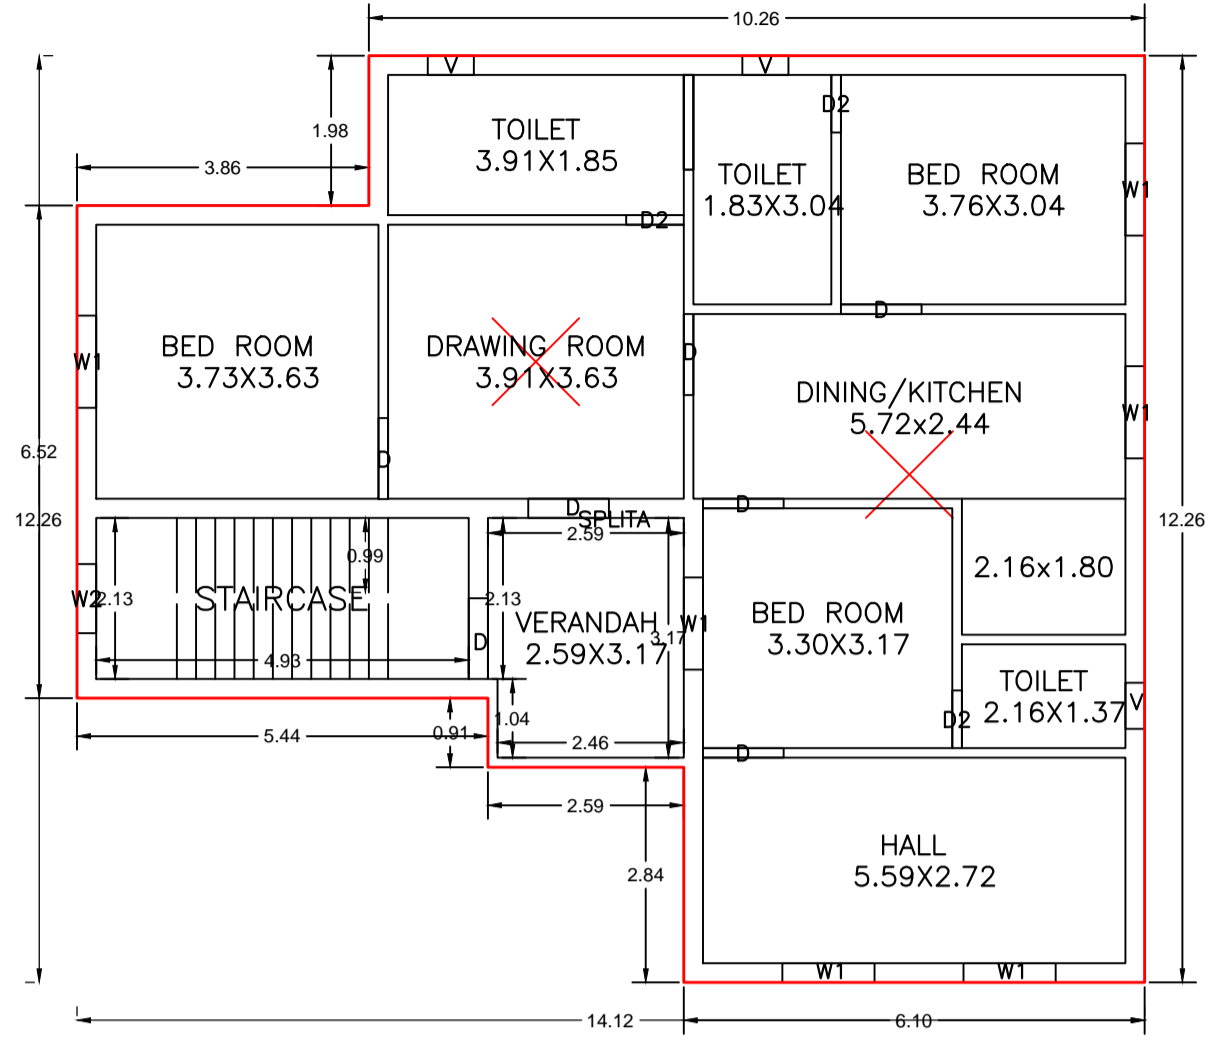 10.26
V
V
1.98
D2
TOILET
3.91X1.85
3.86
TOILET
1.83X3.04
BED ROOM
3.76X3.04
W1
D2
D
BED ROOM
3.73X3.63
W1
DRAWING ROOM
3.91X3.63
D
DINING/KITCHEN
5.72x2.44
W1
6.52
D
12.26
D
SPLITA
2.59
D
12.26
0.99
STAIRCASE
W2
2.13
2.13
2.16x1.80
VERANDAH
2.59X3.17
3.17
W1
BED ROOM
3.30X3.17
D
4.93
TOILET
2.16X1.37
V
D2
1.04
0.91
5.44
2.46
D
2.59
HALL
5.59X2.72
2.84
W1
W1
14.12
6.10